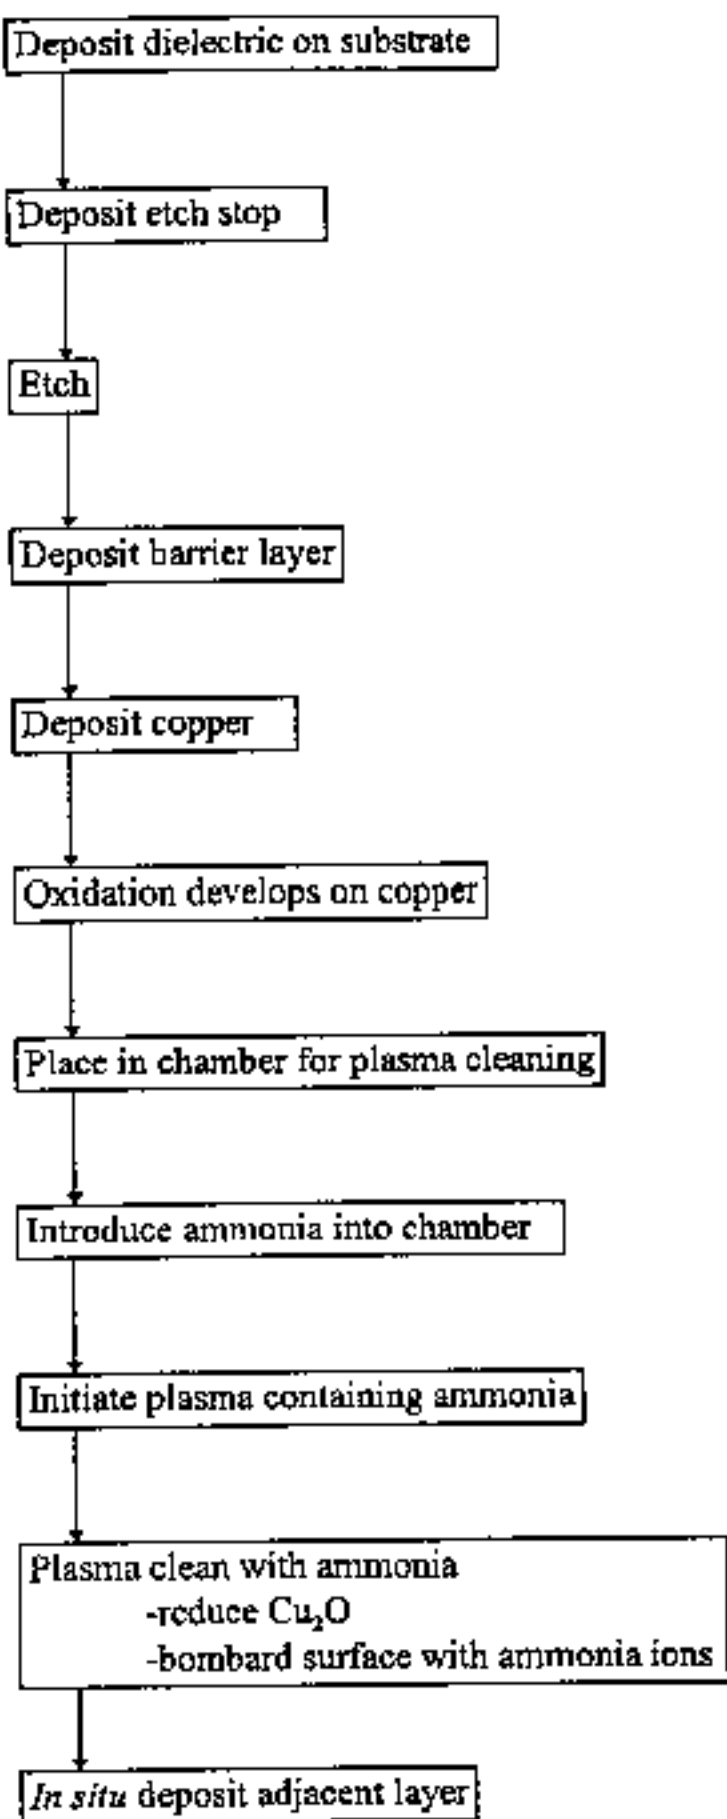 Deposit dielectric on substrate
Deposit etch stop
Etch
Deposit barrier layer
Deposit copper
Oxidation develops on copper
Place in chamber for plasma cleaning
Introduce ammonia into chamber
Initiate plasma containing ammonia
Plasma clean with ammonia
-reduce Cu₂O
-bombard surface with ammonia ions
In situ deposit adjacent layer